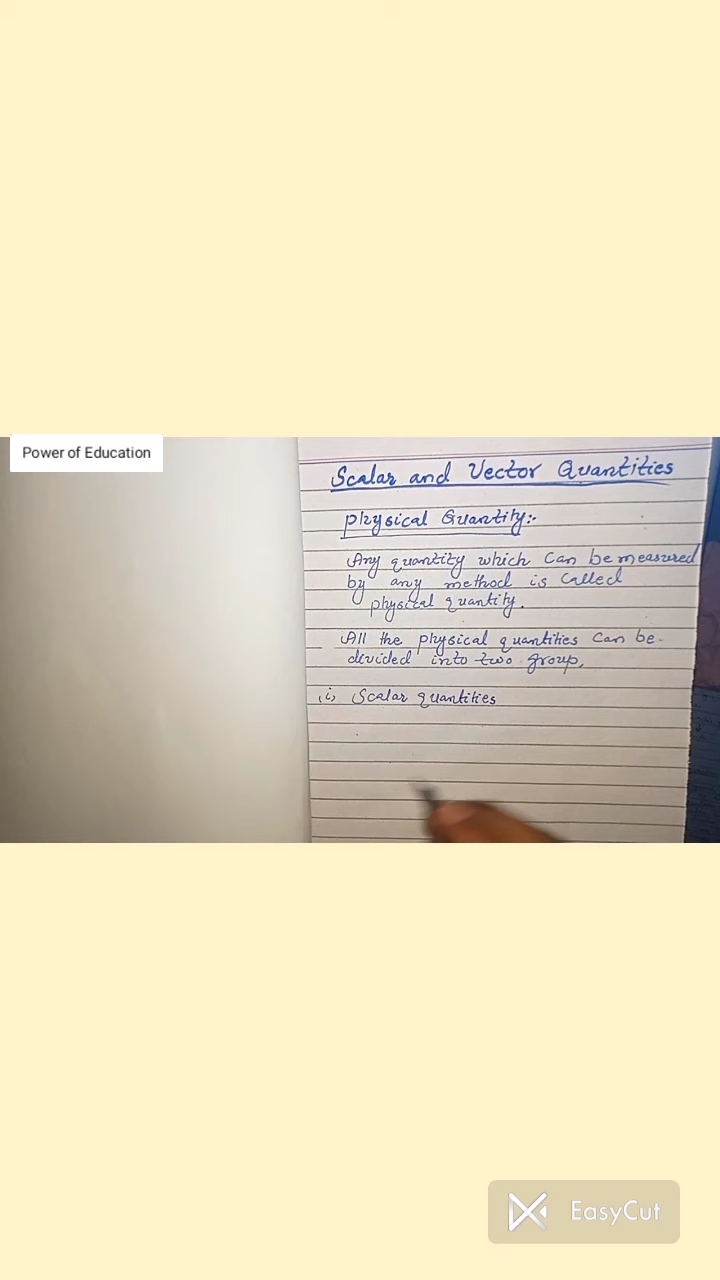 Power of Education
Scalar and Vector Quantities
Physical Quantity:-
Any quantity which can be measured
by any method is called
physical quantity.
All the physical quantities can be-
divided into two group,
(i) Scalar quantities
EasyCut